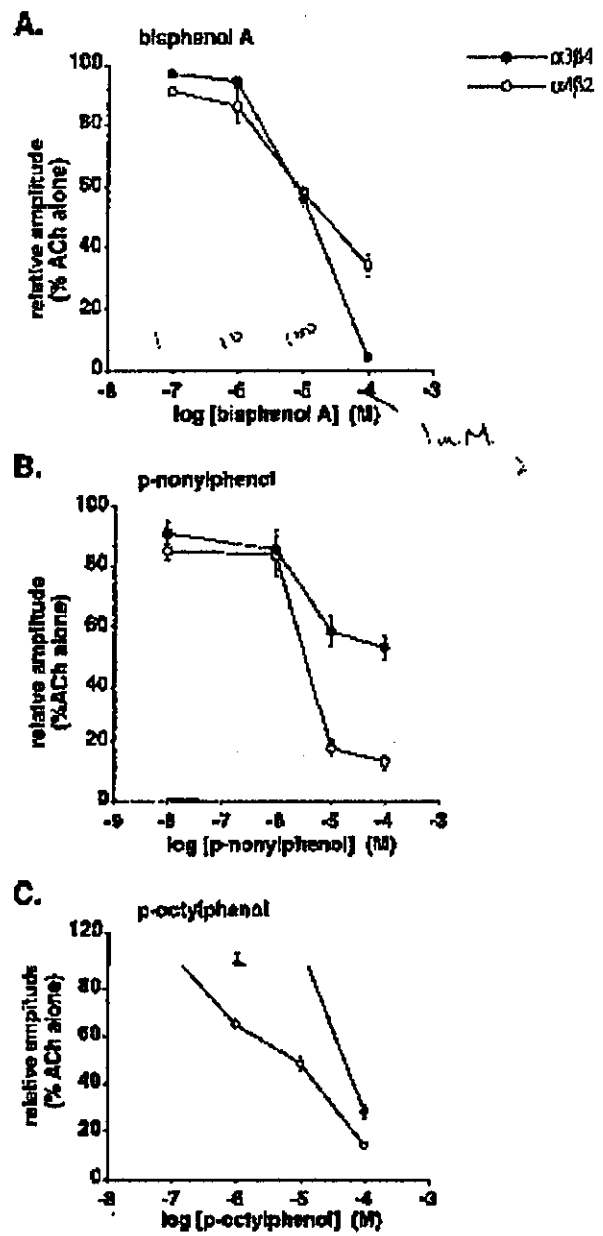 A.
bisphenol A
α3β4
α4β2
relative amplitude
(% ACh alone)
100
80
60
40
20
0
-8 -7 -6 -5 -4 -3
log [bisphenol A] (M)
1 mM
B.
p-nonylphenol
relative amplitude
(%ACh alone)
100
80
60
40
20
0
-9 -8 -7 -6 -5 -4 -3
log [p-nonylphenol] (M)
C.
p-octylphenol
relative ampitude
(% ACh alone)
120
80
60
20
0
-8 -7 -6 -5 -4 -3
log [p-octylphenol] (M)